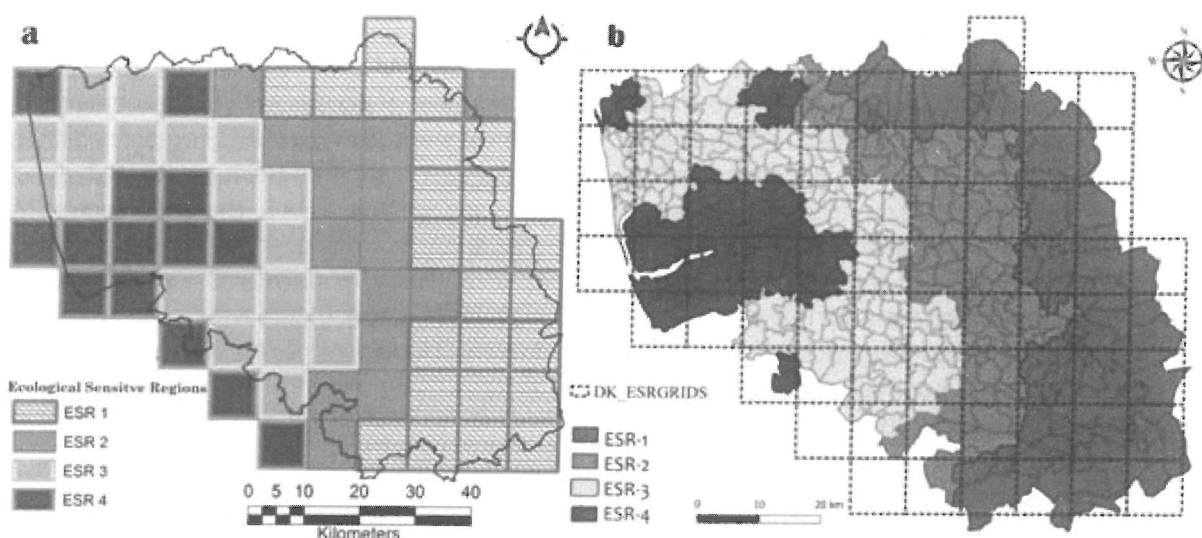 a
Ecological Sensitve Regions
ESR 1
ESR 2
ESR 3
ESR 4
0 5 10 20 30 40
Kilometers
b
N
W
S
DK_ESRGRIDS
ESR-1
ESR-2
ESR-3
ESR-4
0 10 20 km